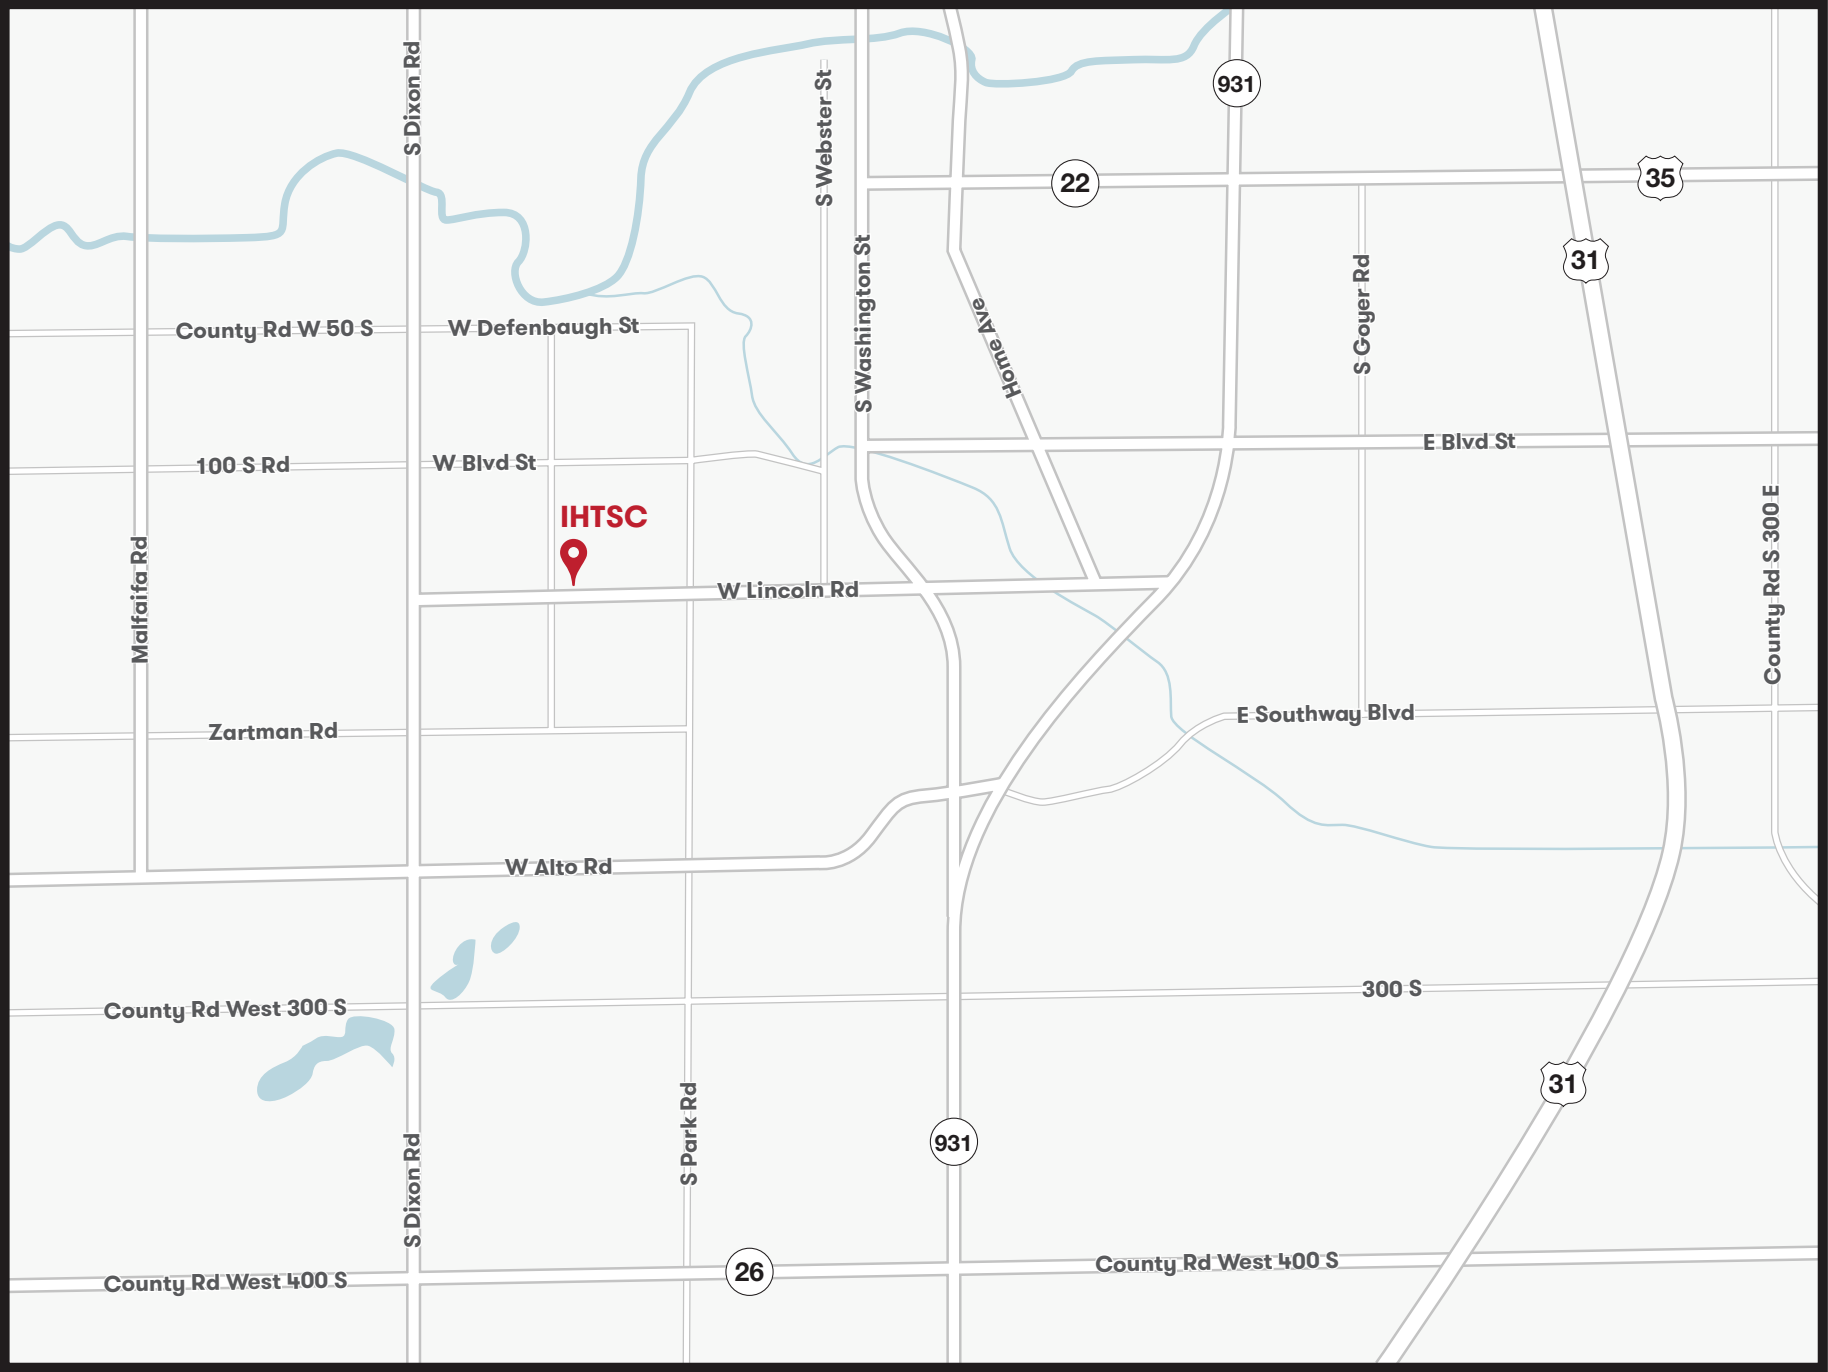 S Dixon Rd
S Webster St
931
22
35
31
S Washington St
S Goyer Rd
Home Ave
County Rd W 50 S
W Defenbaugh St
E Blvd St
100 S Rd
W Blvd St
IHTSC
Malfaifa Rd
W Lincoln Rd
County Rd S 300 E
E Southway Blvd
Zartman Rd
W Alto Rd
300 S
County Rd West 300 S
31
S Park Rd
931
S Dixon Rd
26
County Rd West 400 S
County Rd West 400 S